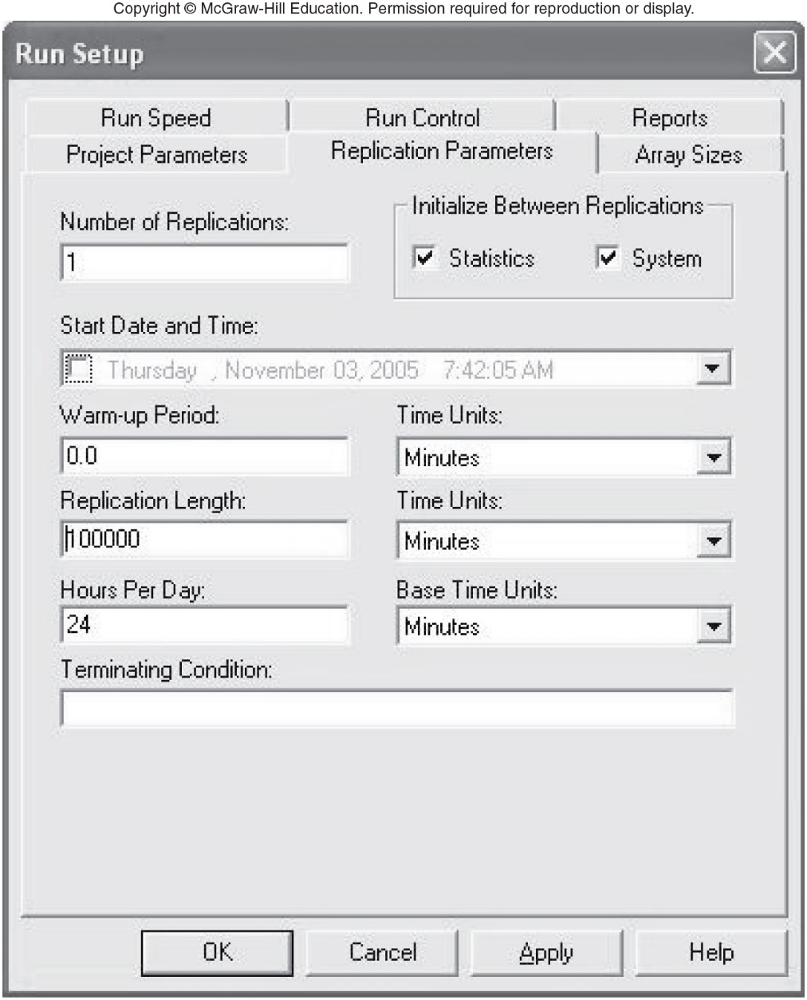 Copyright © McGraw-Hill Education. Permission required for reproduction or display.
Run Setup
Run Speed Run Control Reports
Project Parameters Replication Parameters Array Sizes
Number of Replications:
1
Initialize Between Replications
Statistics System
Start Date and Time:
Thursday , November 03, 2005 7:42:05 AM
Warm-up Period: Time Units:
0.0 Minutes
Replication Length: Time Units:
100000 Minutes
Hours Per Day: Base Time Units:
24 Minutes
Terminating Condition:
OK Cancel Apply Help